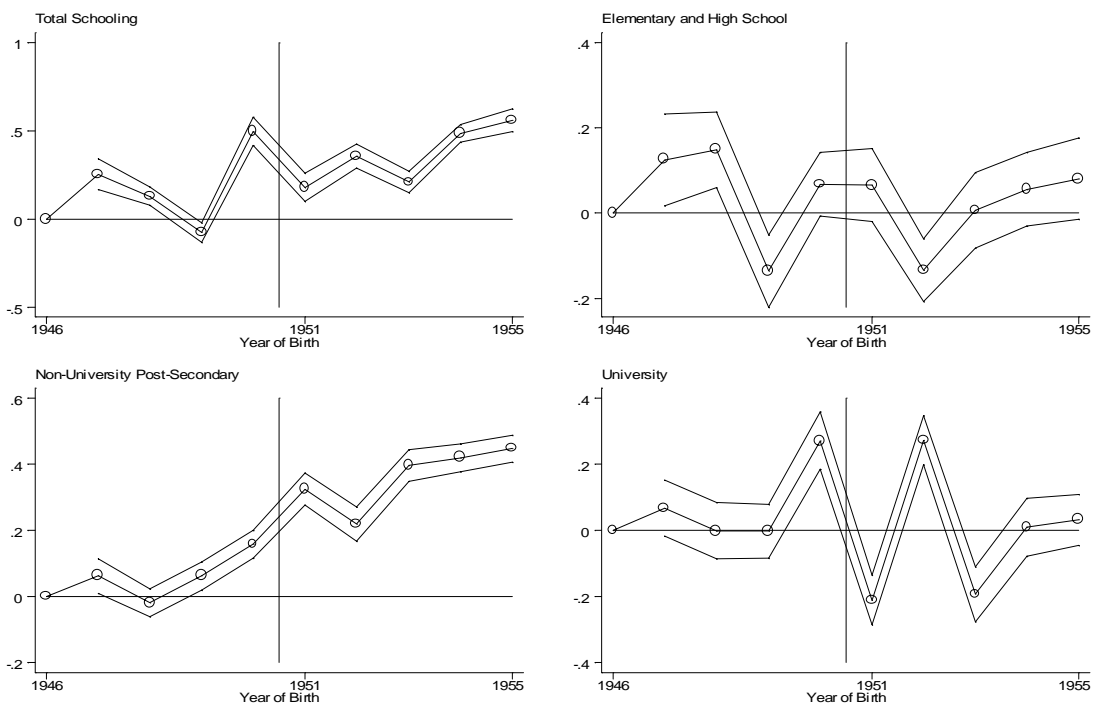 Total Schooling
1
.5
0
-.5
1946 1951 1955
Year of Birth
Elementary and High School
.4
.2
0
-.2
1946 1951 1955
Year of Birth
Non-University Post-Secondary
.6
.4
.2
0
-.2
1946 1951 1955
Year of Birth
University
.4
.2
0
-.2
-.4
1946 1951 1955
Year of Birth